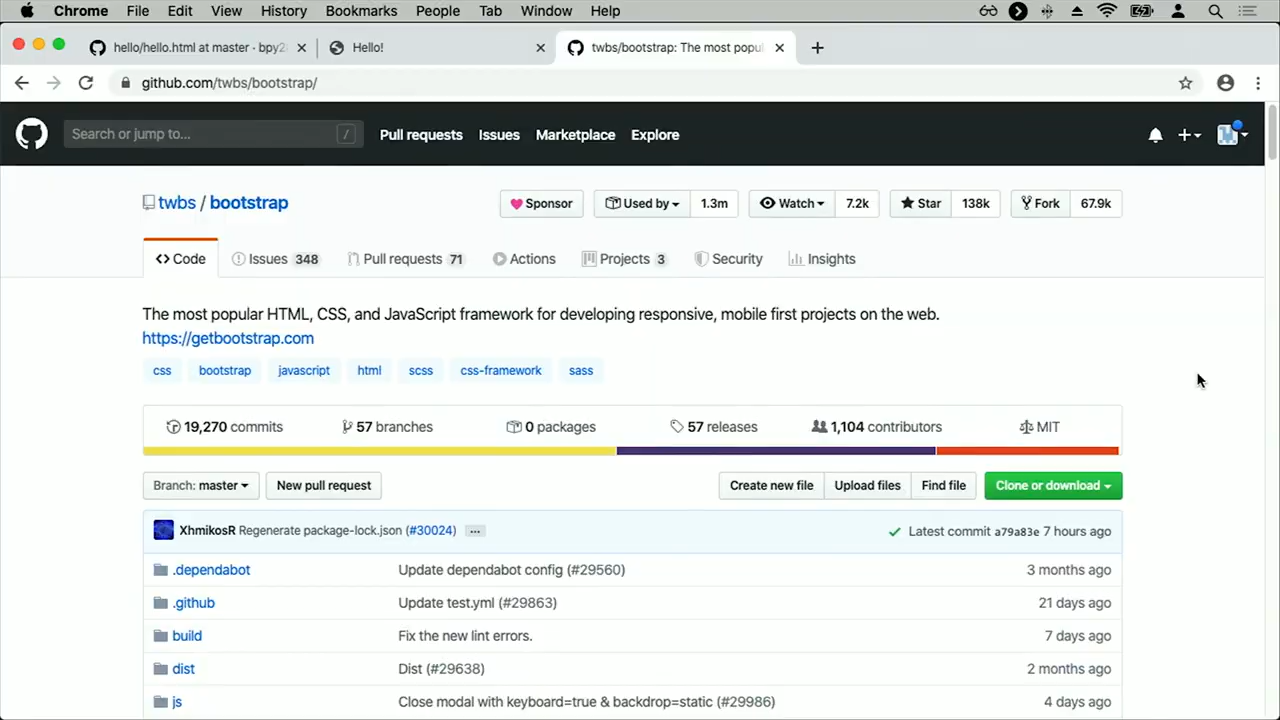 Chrome File Edit View History Bookmarks People Tab Window Help
hello/hello.html at master · bpy2 Hello! twbs/bootstrap: The most popu
github.com/twbs/bootstrap/
Search or jump to... / Pull requests Issues Marketplace Explore
twbs / bootstrap Sponsor Used by 1.3m Watch 7.2k Star 138k Fork 67.9k
Code Issues 348 Pull requests 71 Actions Projects 3 Security Insights
The most popular HTML, CSS, and JavaScript framework for developing responsive, mobile first projects on the web.
https://getbootstrap.com
css bootstrap javascript html scss css-framework sass
19,270 commits 57 branches 0 packages 57 releases 1,104 contributors MIT
Branch: master New pull request Create new file Upload files Find file Clone or download
XhmikosR Regenerate package-lock.json (#30024) ... Latest commit a79a83e 7 hours ago
.dependabot Update dependabot config (#29560) 3 months ago
.github Update test.yml (#29863) 21 days ago
build Fix the new lint errors. 7 days ago
dist Dist (#29638) 2 months ago
js Close modal with keyboard=true & backdrop=static (#29986) 4 days ago